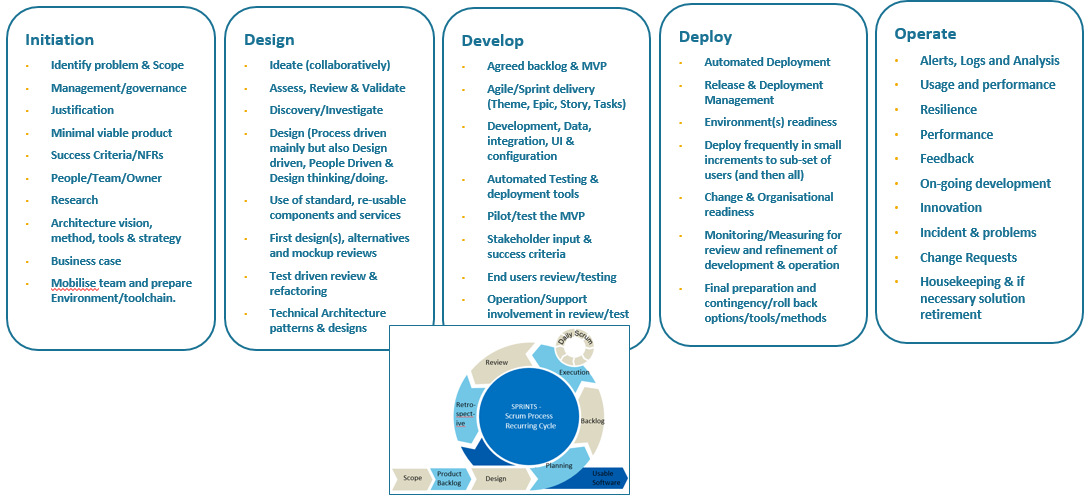 Initiation
Identify problem & Scope
Management/governance
Justification
Minimal viable product
Success Criteria/NFRs
People/Team/Owner
Research
Architecture vision,
method, tools & strategy
Business case
Mobilise team and prepare
Environment/toolchain.
Design
Ideate (collaboratively)
Assess, Review & Validate
Discovery/Investigate
Design (Process driven
mainly but also Design
driven, People Driven &
Design thinking/doing.
Use of standard, re-usable
components and services
First design(s), alternatives
and mockup reviews
Test driven review &
refactoring
Technical Architecture
patterns & designs
Develop
Agreed backlog & MVP
Agile/Sprint delivery
(Theme, Epic, Story, Tasks)
Development, Data,
integration, UI &
configuration
Automated Testing &
deployment tools
Pilot/test the MVP
Stakeholder input &
success criteria
End users review/testing
Operation/Support
involvement in review/test
Deploy
Automated Deployment
Release & Deployment
Management
Environment(s) readiness
Deploy frequently in small
increments to sub-set of
users (and then all)
Change & Organisational
readiness
Monitoring/Measuring for
review and refinement of
development & operation
Final preparation and
contingency/roll back
options/tools/methods
Operate
Alerts, Logs and Analysis
Usage and performance
Resilience
Performance
Feedback
On-going development
Innovation
Incident & problems
Change Requests
Housekeeping & if
necessary solution
retirement
Daily Scrum
Review
Execution
Retro-
spect-
ive
SPRINTS -
Scrum Process
Recurring Cycle
Backlog
Planning
Scope
Product
Backlog
Design
Usable
Software